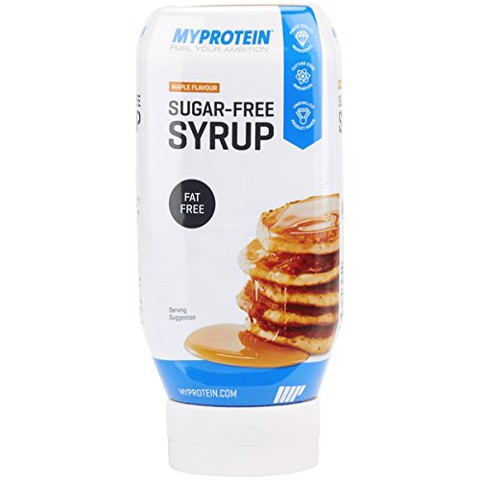 MYPROTEIN
FUEL YOUR AMBITION
MAPLE FLAVOUR
SUGAR-FREE
SYRUP
FAT
FREE
Serving
Suggestion
MYPROTEIN.COM